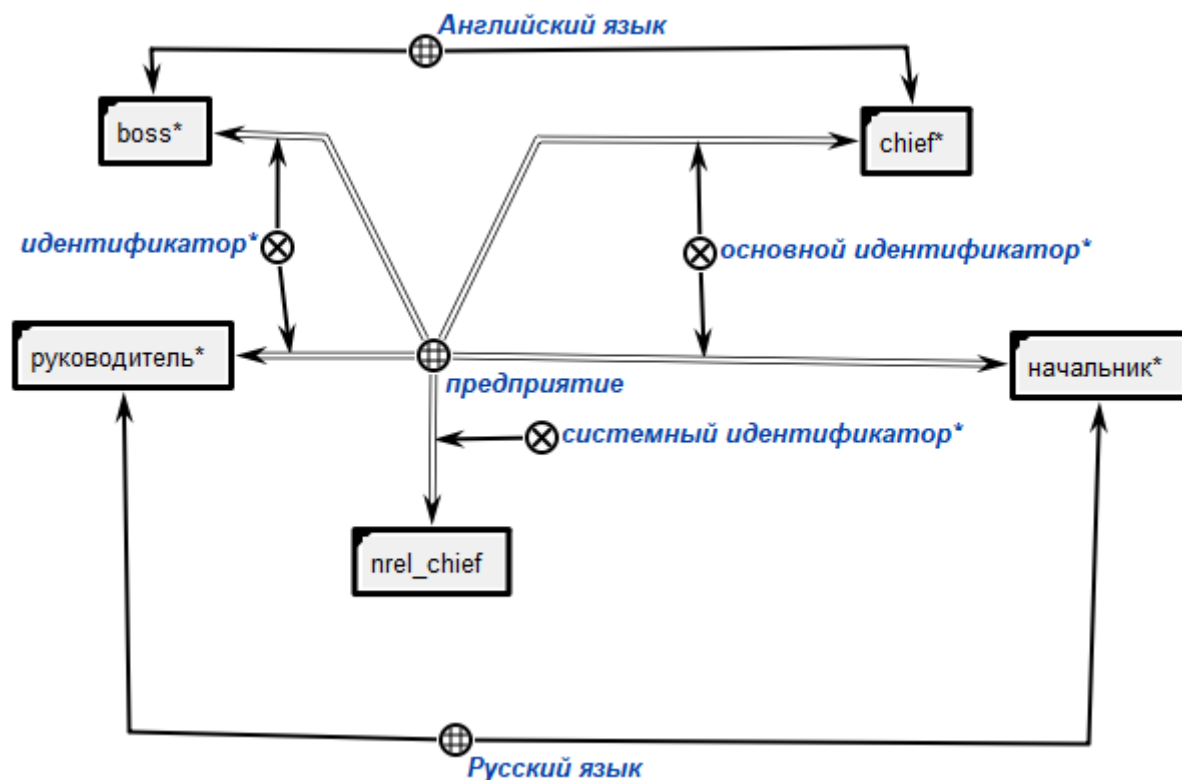 Английский язык
boss*
chief*
идентификатор*
основной идентификатор*
руководитель*
начальник*
предприятие
системный идентификатор*
nrel_chief
Русский язык